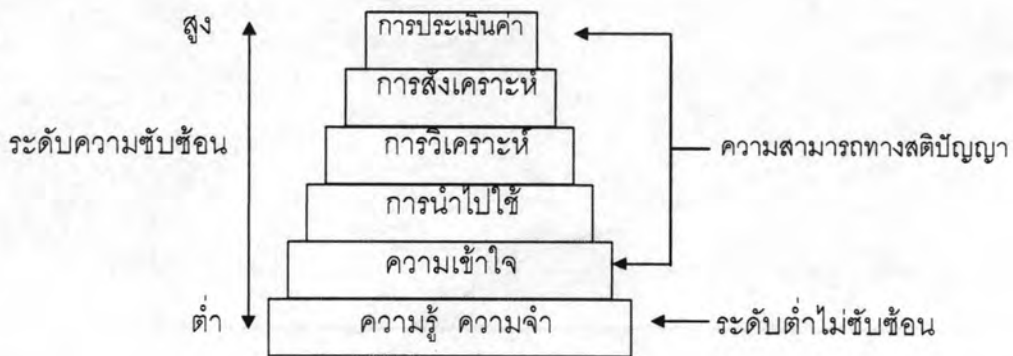 สูง
การประเมินค่า
การสังเคราะห์
ระดับความซับซ้อน
การวิเคราะห์
ความสามารถทางสติปัญญา
การนำไปใช้
ความเข้าใจ
ต่ำ
ความรู้ ความจำ
ระดับต่ำไม่ซับซ้อน